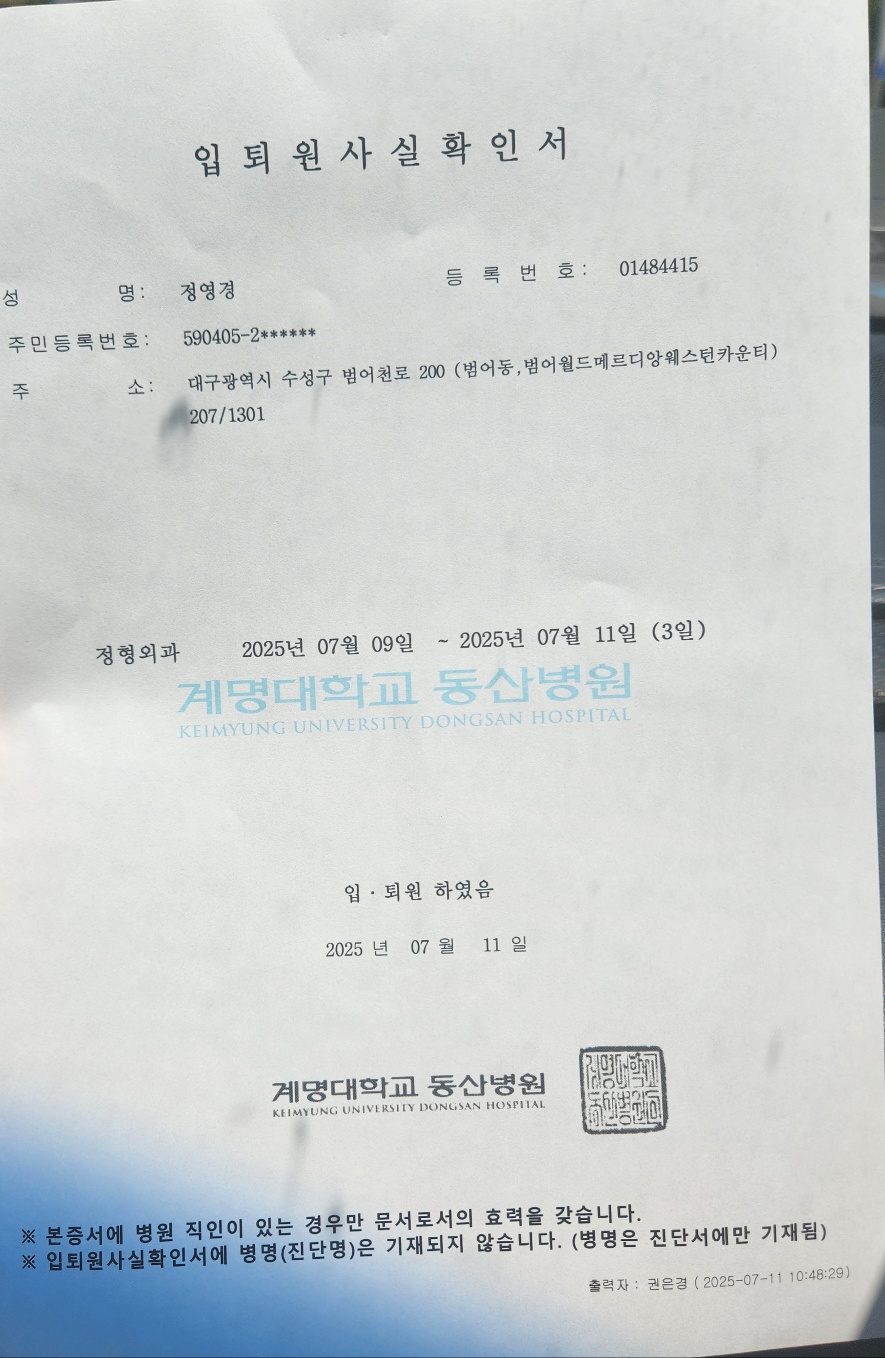 입 퇴 원 사 실 확 인 서
성 명: 정영경 등 록 번 호: 01484415
주민등록번호: 590405-2******
주 소: 대구광역시 수성구 범어천로 200 (범어동,범어월드메르디앙웨스턴카운티)
207/1301
정형외과 2025년 07월 09일 ~ 2025년 07월 11일 (3일)
계명대학교 동산병원
KEIMYUNG UNIVERSITY DONGSAN HOSPITAL
입 · 퇴원 하였음
2025 년 07 월 11 일
계명대학교 동산병원
KEIMYUNG UNIVERSITY DONGSAN HOSPITAL
※ 본증서에 병원 직인이 있는 경우만 문서로서의 효력을 갖습니다.
※ 입퇴원사실확인서에 병명(진단명)은 기재되지 않습니다. (병명은 진단서에만 기재됨)
출력자 : 권은경 ( 2025-07-11 10:48:29)